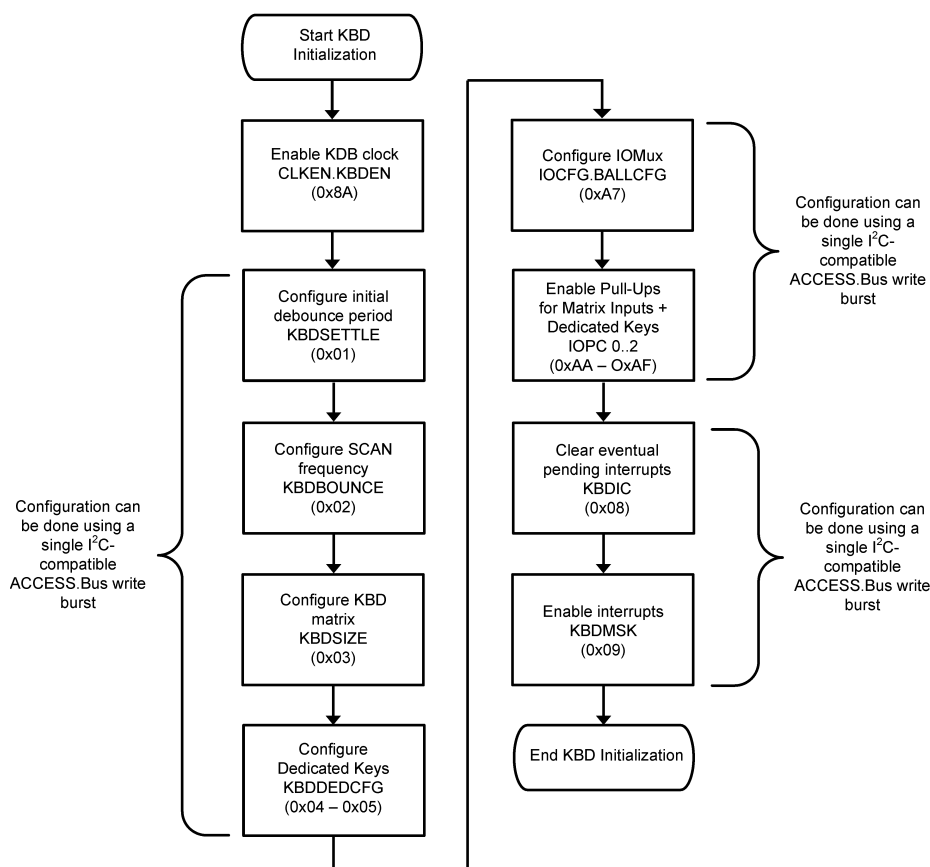 Start KBD
Initialization
Enable KDB clock
CLKEN.KBDEN
(0x8A)
Configure initial
debounce period
KBDSETTLE
(0x01)
Configure SCAN
frequency
KBDBOUNCE
(0x02)
Configure KBD
matrix
KBDSIZE
(0x03)
Configure
Dedicated Keys
KBDDEDCFG
(0x04 – 0x05)
Configuration can
be done using a
single I²C-
compatible
ACCESS.Bus write
burst
Configure IOMux
IOCFG.BALLCFG
(0xA7)
Enable Pull-Ups
for Matrix Inputs +
Dedicated Keys
IOPC 0..2
(0xAA – OxAF)
Configuration can
be done using a
single I²C-
compatible
ACCESS.Bus write
burst
Clear eventual
pending interrupts
KBDIC
(0x08)
Enable interrupts
KBDMSK
(0x09)
Configuration can
be done using a
single I²C-
compatible
ACCESS.Bus write
burst
End KBD Initialization